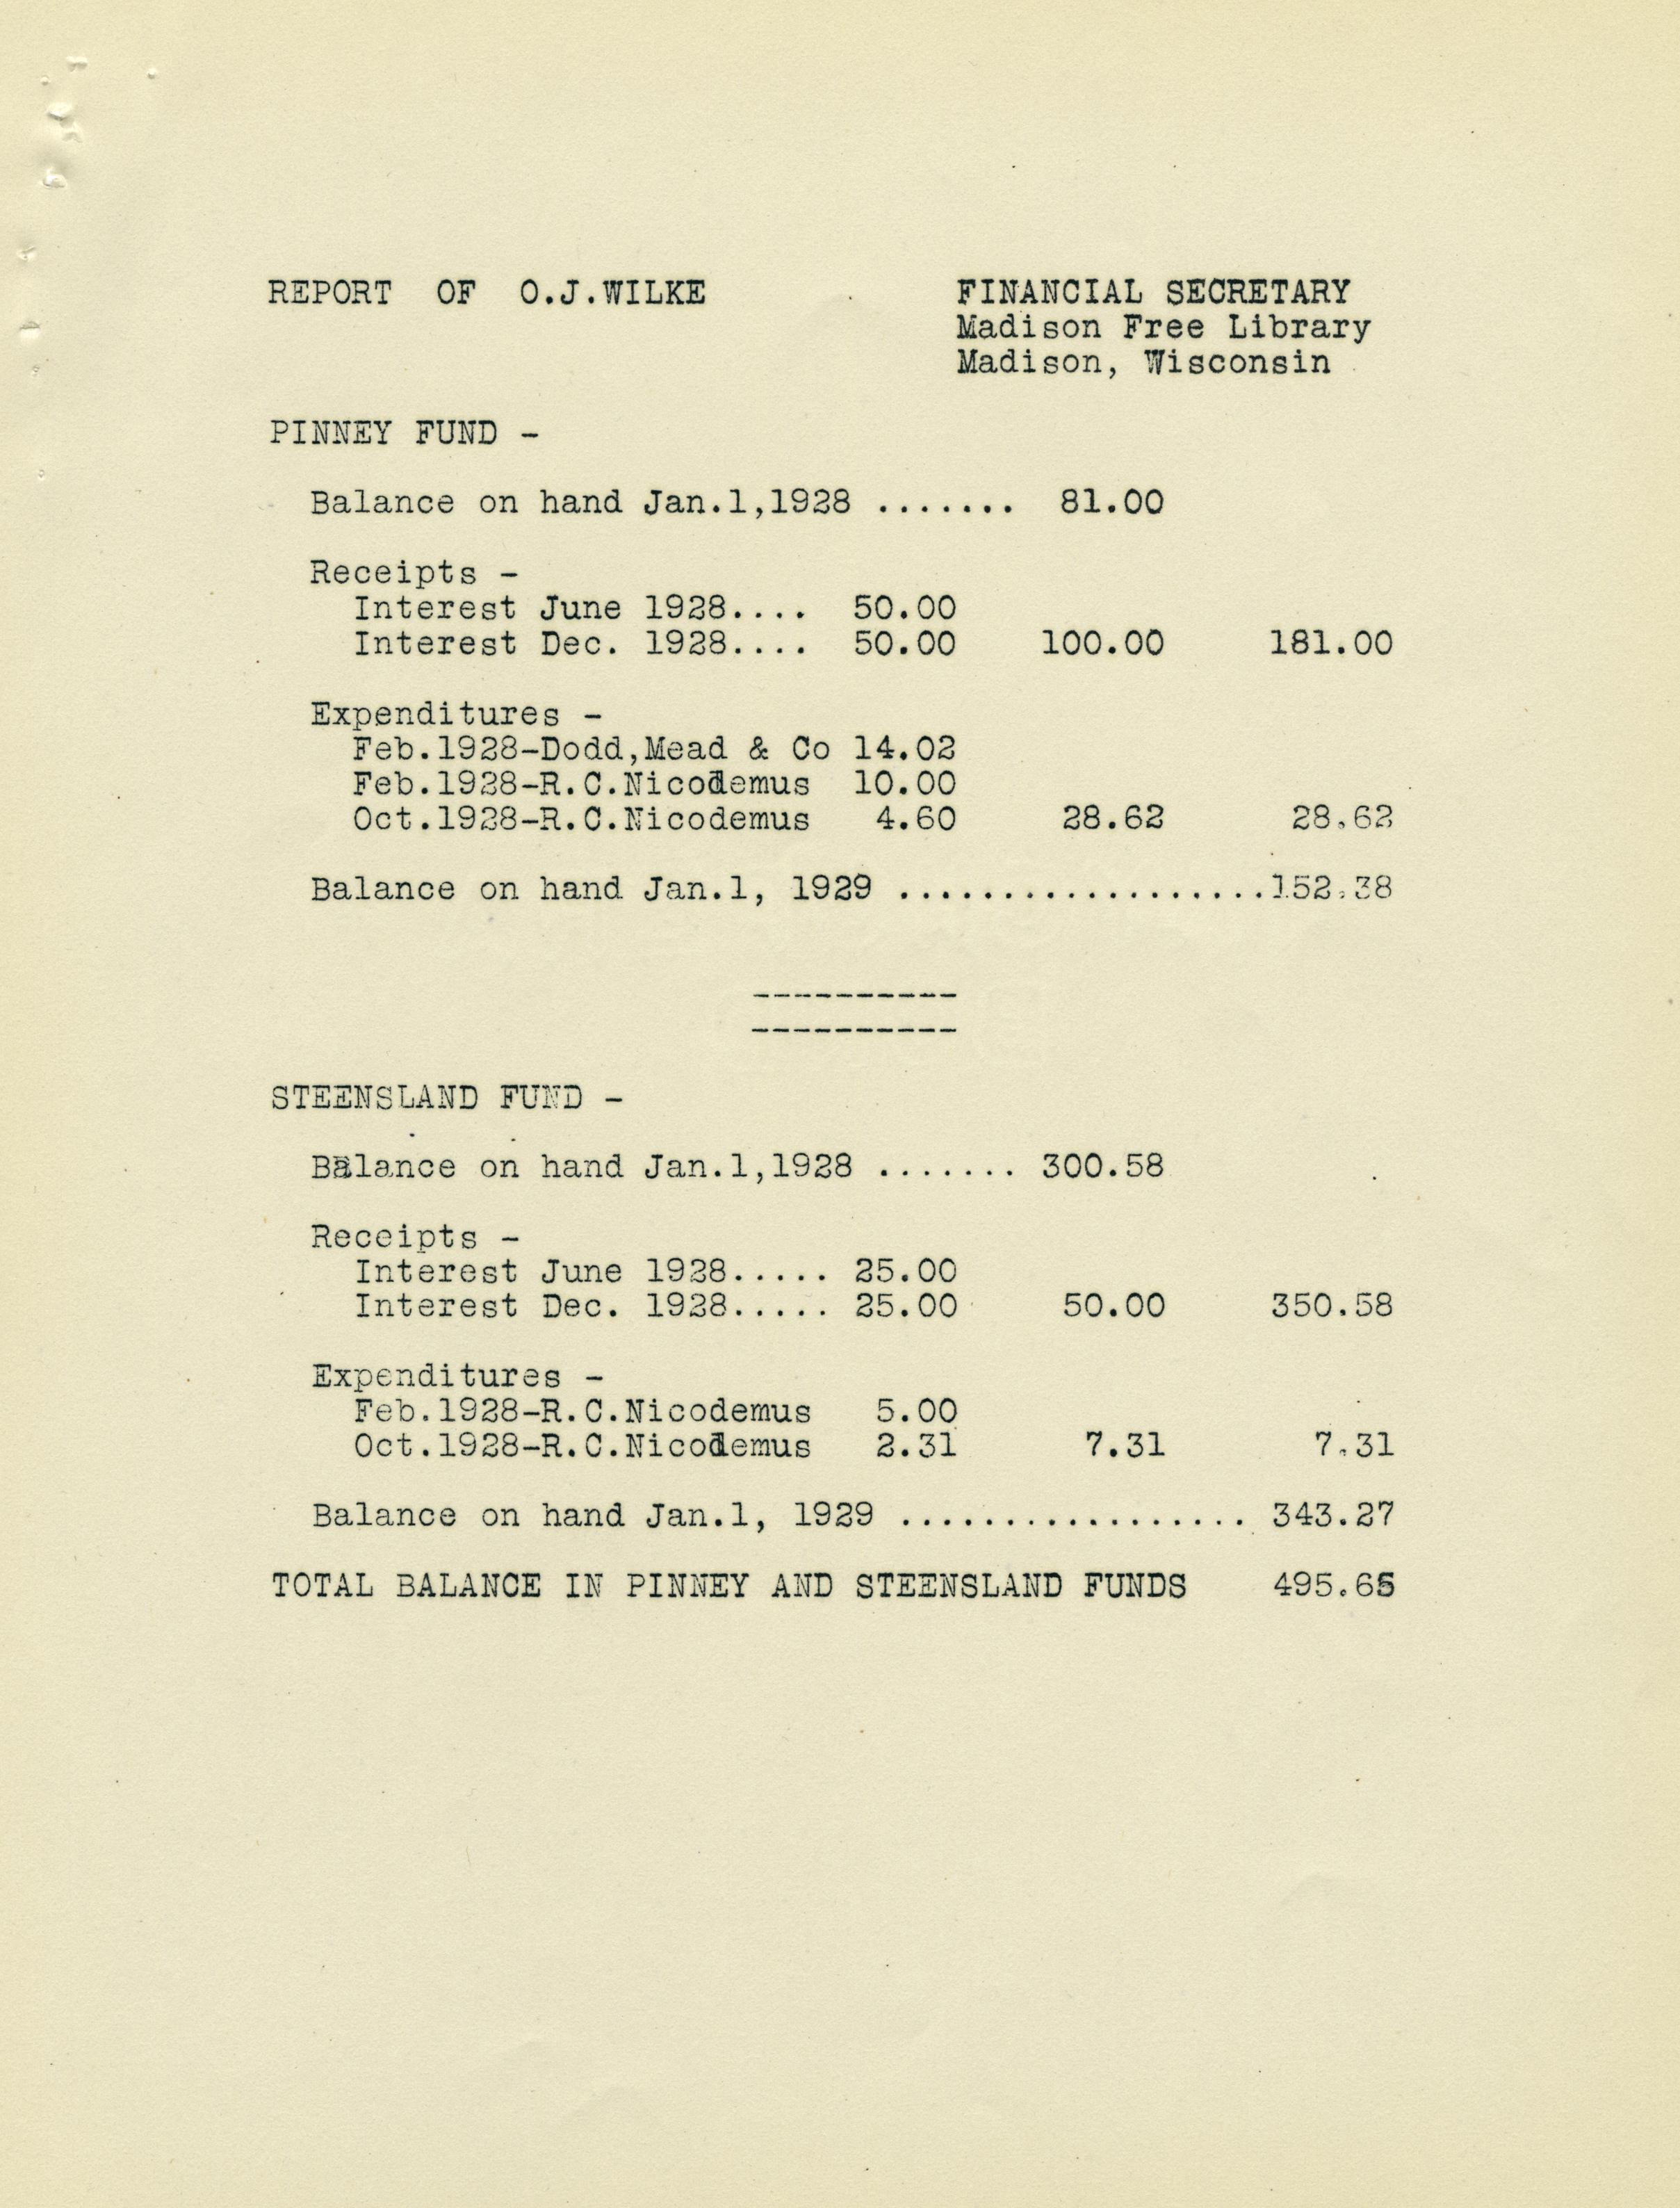 REPORT OF O.J.WILKE FINANCIAL SECRETARY
Madison Free Library
Madison, Wisconsin
PINNEY FUND -
Balance on hand Jan.1,1928 ....... 81.00
Receipts -
Interest June 1928.... 50.00
Interest Dec. 1928.... 50.00 100.00 181.00
Expenditures -
Feb.1928-Dodd,Mead & Co 14.02
Feb.1928-R.C.Nicodemus 10.00
Oct.1928-R.C.Nicodemus 4.60 28.62 28.62
Balance on hand Jan.1, 1929 ..................152.38
----------
----------
STEENSLAND FUND -
Balance on hand Jan.1,1928 ....... 300.58
Receipts -
Interest June 1928..... 25.00
Interest Dec. 1928..... 25.00 50.00 350.58
Expenditures -
Feb.1928-R.C.Nicodemus 5.00
Oct.1928-R.C.Nicodemus 2.31 7.31 7.31
Balance on hand Jan.1, 1929 ................. 343.27
TOTAL BALANCE IN PINNEY AND STEENSLAND FUNDS 495.65